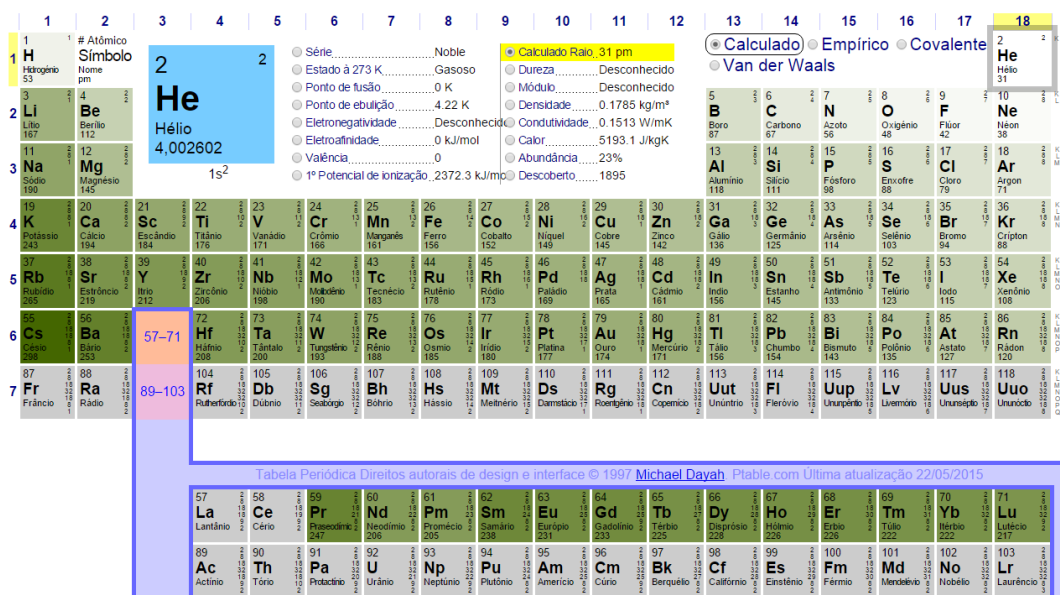 1 2 3 4 5 6 7 8 9 10 11 12 13 14 15 16 17 18
1 H Hidrogénio 53
# Atômico Símbolo Nome pm
2 He Hélio 4,002602 2
1s²
Série Noble
Estado à 273 K Gasoso
Ponto de fusão 0 K
Ponto de ebulição 4.22 K
Eletronegatividade Desconhecido
Eletroafinidade 0 kJ/mol
Valência 0
1º Potencial de ionização 2372.3 kJ/mo
Calculado Raio 31 pm
Dureza Desconhecido
Módulo Desconhecido
Densidade 0.1785 kg/m³
Condutividade 0.1513 W/mK
Calor 5193.1 J/kgK
Abundância 23%
Descoberto 1895
Calculado Empírico Covalente
Van der Waals
2 He Hélio 31
2
3 Li Lítio 167
4 Be Berílio 112
5 B Boro 87
6 C Carbono 67
7 N Azoto 56
8 O Oxigénio 48
9 F Flúor 42
10 Ne Néon 38
3
11 Na Sódio 190
12 Mg Magnésio 145
13 Al Alumínio 118
14 Si Silício 111
15 P Fósforo 98
16 S Enxofre 88
17 Cl Cloro 79
18 Ar Argon 71
4
19 K Potássio 243
20 Ca Cálcio 194
21 Sc Escândio 184
22 Ti Titânio 176
23 V Vanádio 171
24 Cr Crômio 166
25 Mn Manganês 161
26 Fe Ferro 156
27 Co Cobalto 152
28 Ni Níquel 149
29 Cu Cobre 145
30 Zn Zinco 142
31 Ga Gálio 136
32 Ge Germânio 125
33 As Arsênio 114
34 Se Selênio 103
35 Br Bromo 94
36 Kr Crípton 88
5
37 Rb Rubídio 265
38 Sr Estrôncio 219
39 Y Ítrio 212
40 Zr Zircônio 206
41 Nb Nióbio 198
42 Mo Molibdênio 190
43 Tc Tecnécio 183
44 Ru Rutênio 178
45 Rh Ródio 173
46 Pd Paládio 169
47 Ag Prata 165
48 Cd Cádmio 161
49 In Indio 156
50 Sn Estanho 145
51 Sb Antimônio 133
52 Te Telúrio 123
53 I Iodo 115
54 Xe Xenônio 108
6
55 Cs Césio 298
56 Ba Bário 253
57–71
72 Hf Háfnio 208
73 Ta Tântalo 200
74 W Tungstênio 193
75 Re Rênio 188
76 Os Osmio 185
77 Ir Irídio 180
78 Pt Platina 177
79 Au Ouro 174
80 Hg Mercúrio 171
81 Tl Tálio 156
82 Pb Chumbo 154
83 Bi Bismuto 143
84 Po Polônio 135
85 At Astato 127
86 Rn Rádon 120
7
87 Fr Frâncio
88 Ra Rádio
89–103
104 Rf Rutherfórdio
105 Db Dúbnio
106 Sg Seabórgio
107 Bh Bóhrio
108 Hs Hássio
109 Mt Meitnério
110 Ds Darmstácio
111 Rg Roentgênio
112 Cn Copernício
113 Uut Unúntrio
114 Fl Fleróvio
115 Uup Ununpêntio
116 Lv Livermório
117 Uus Ununséptio
118 Uuo Ununóctio
Tabela Periódica Direitos autorais de design e interface © 1997 Michael Dayah. Ptable.com Última atualização 22/05/2015
57 La Lantânio
58 Ce Cério
59 Pr Praseodímio 247
60 Nd Neodímio 206
61 Pm Promécio 205
62 Sm Samário 238
63 Eu Európio 231
64 Gd Gadolínio 233
65 Tb Térbio 225
66 Dy Disprósio 228
67 Ho Hólmio 226
68 Er Erbio 226
69 Tm Túlio 222
70 Yb Itérbio 222
71 Lu Lutécio 217
89 Ac Actínio
90 Th Tório
91 Pa Protactínio
92 U Urânio
93 Np Neptúnio
94 Pu Plutônio
95 Am Amerício
96 Cm Cúrio
97 Bk Berquélio
98 Cf Califórnio
99 Es Einstênio
100 Fm Férmio
101 Md Mendelévio
102 No Nobélio
103 Lr Laurêncio